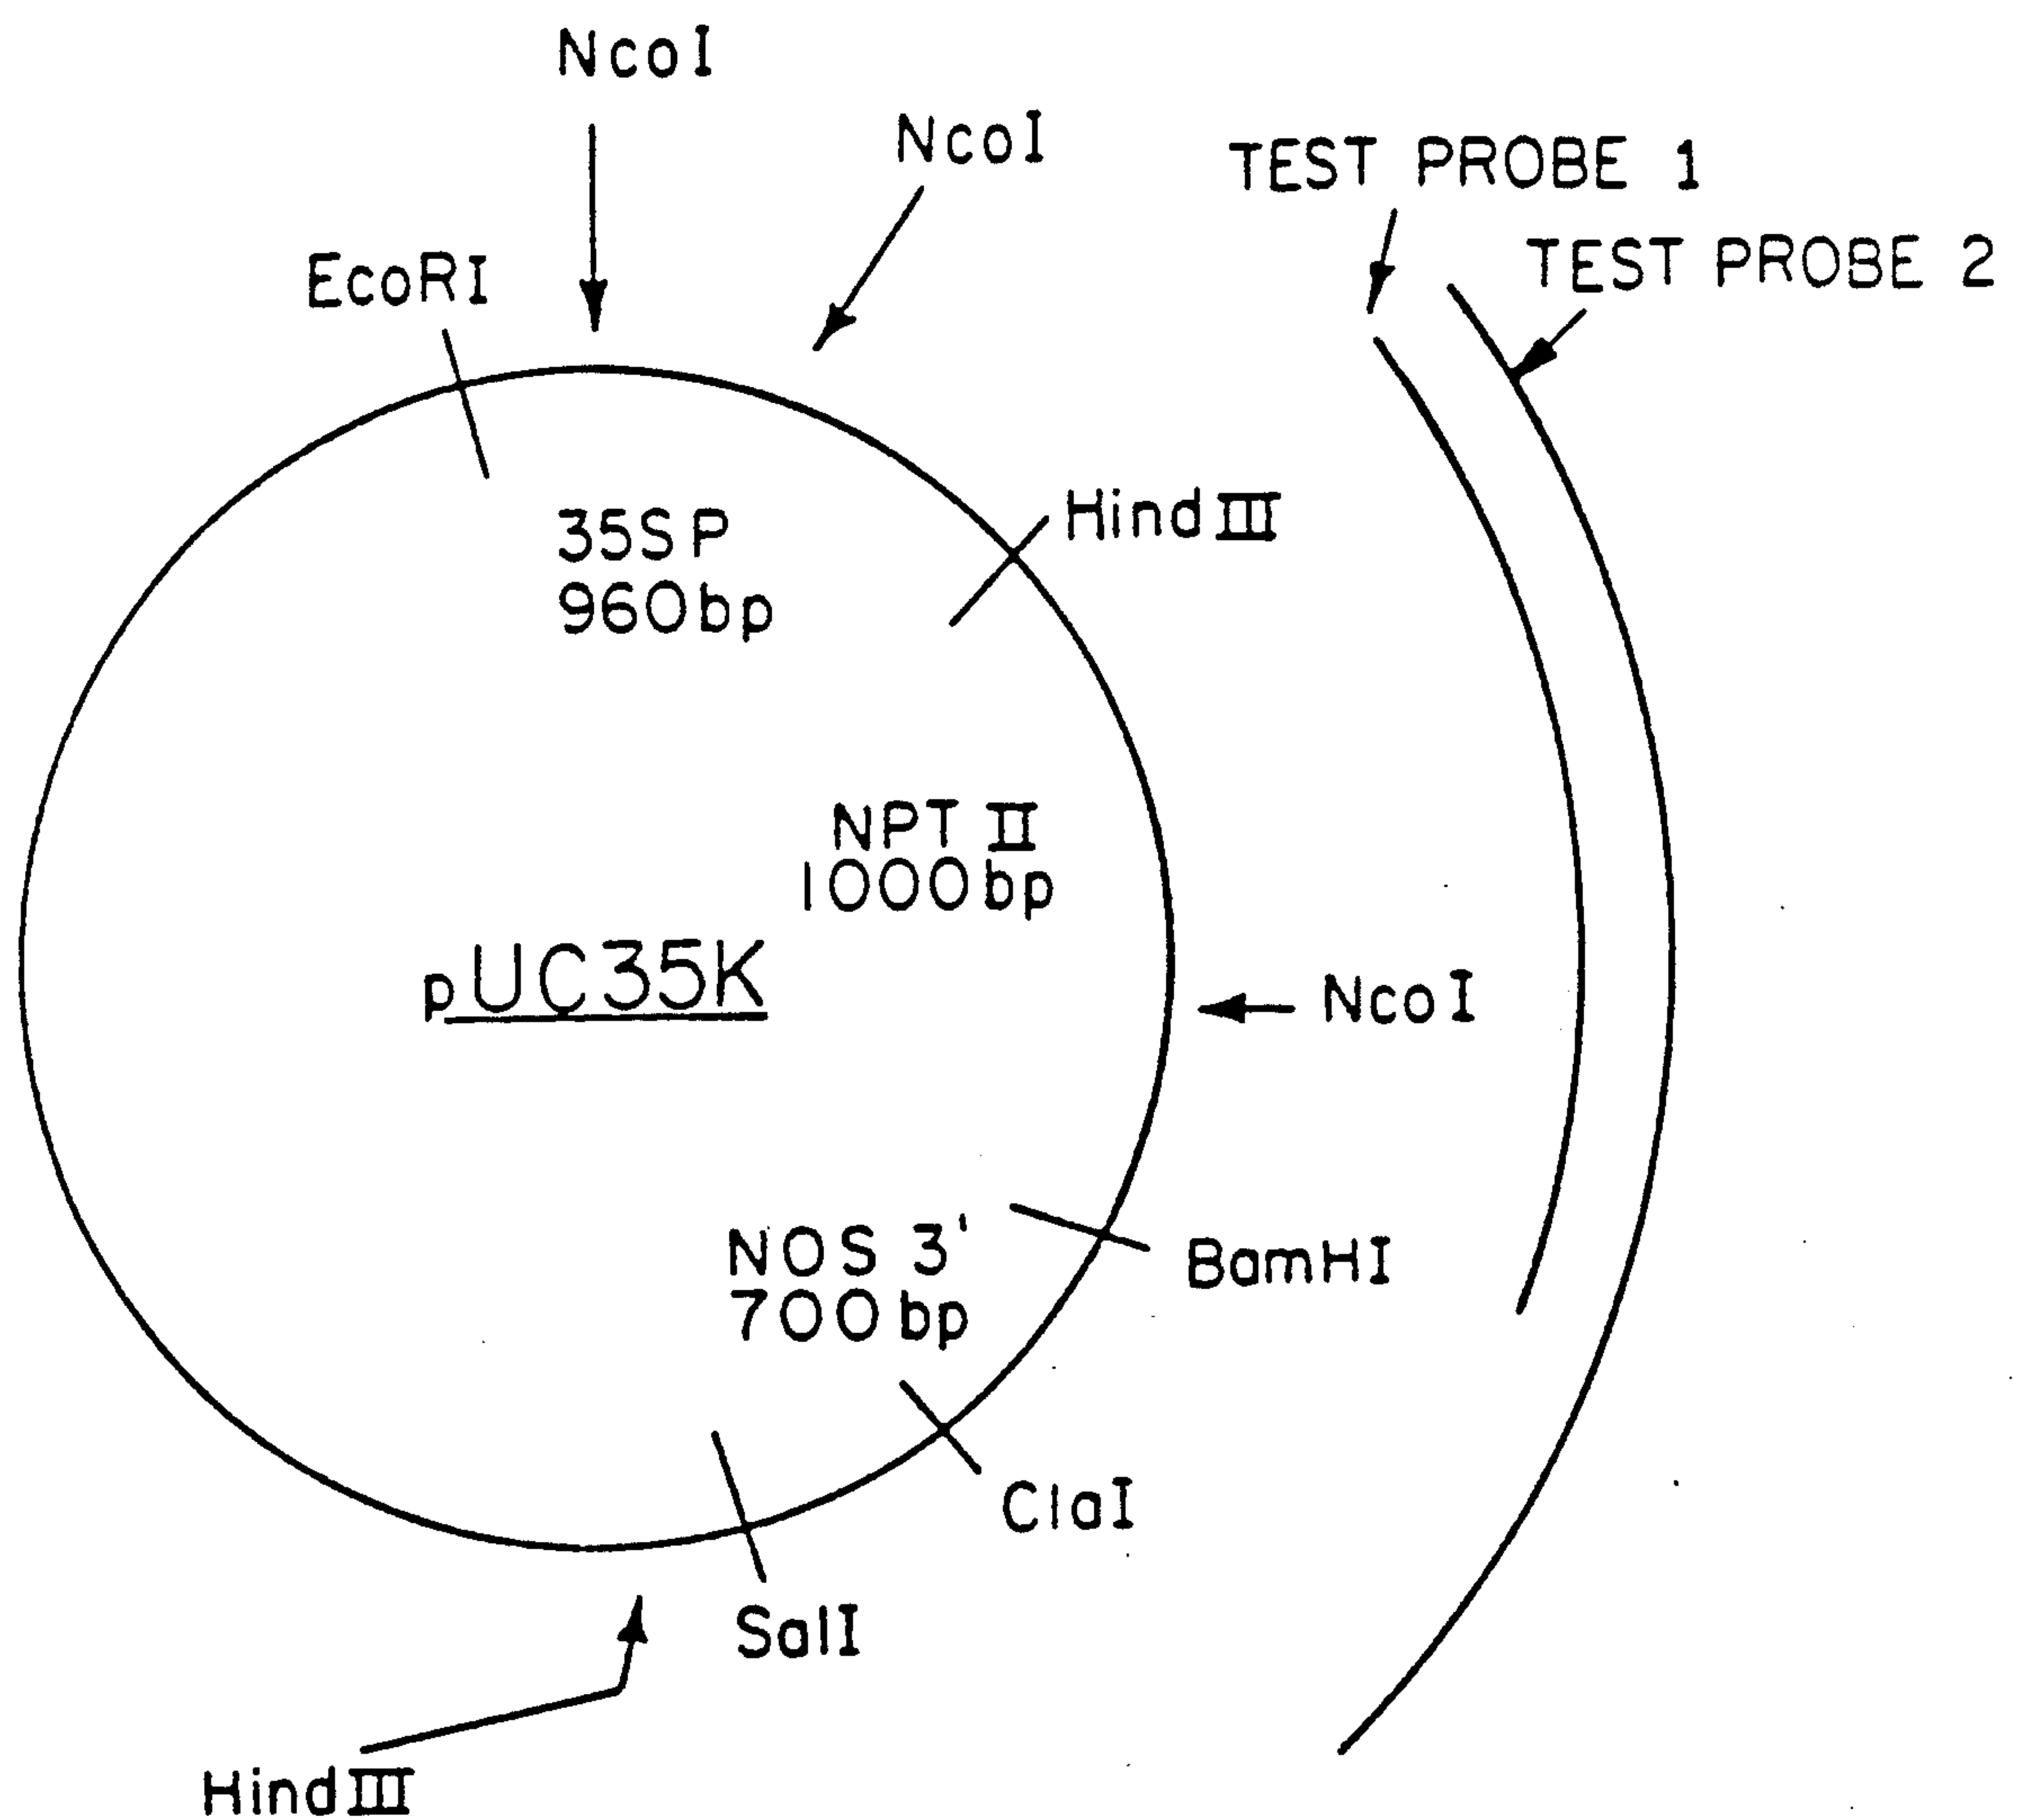 NcoI
NcoI
TEST PROBE 1
TEST PROBE 2
EcoRI
HindIII
35SP
960bp
NPT II
1000bp
pUC35K
NcoI
NOS 3'
700bp
BamHI
ClaI
SalI
HindIII